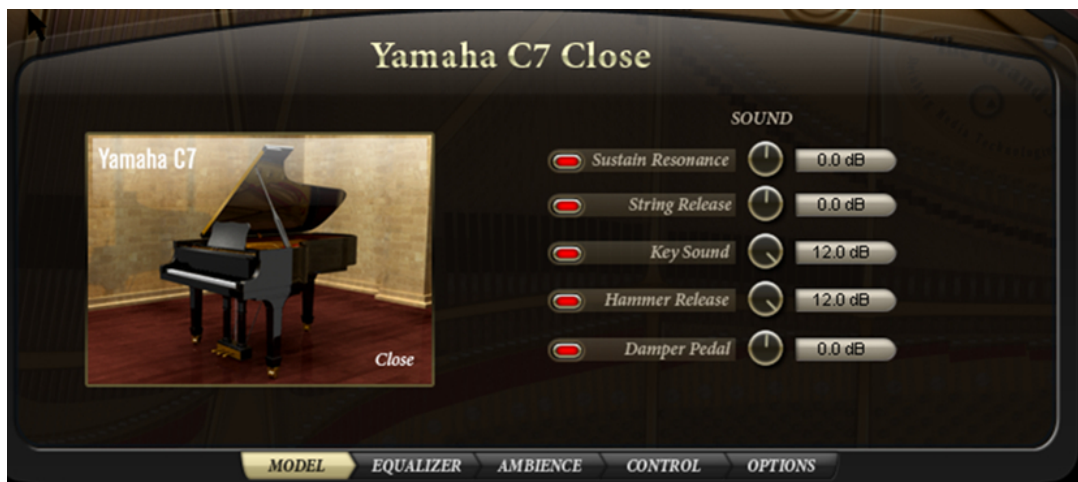 Yamaha C7 Close
Yamaha C7
Close
SOUND
Sustain Resonance 0.0 dB
String Release 0.0 dB
Key Sound 12.0 dB
Hammer Release 12.0 dB
Damper Pedal 0.0 dB
MODEL EQUALIZER AMBIENCE CONTROL OPTIONS